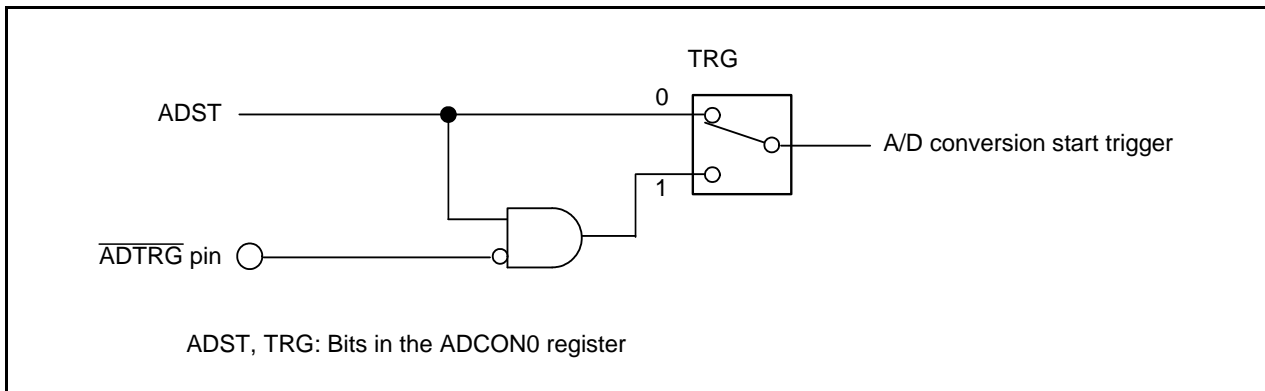 TRG
0
ADST
A/D conversion start trigger
1
ADTRG pin
ADST, TRG: Bits in the ADCON0 register